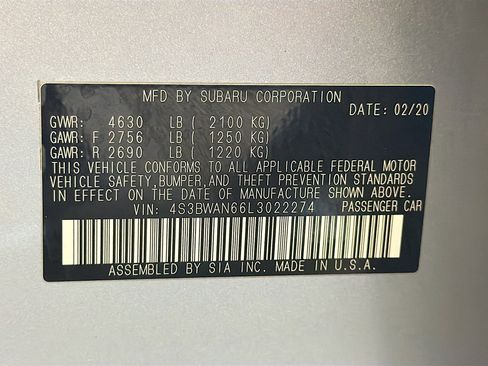 MFD BY SUBARU CORPORATION
DATE: 02/20
GVWR: 4630 LB ( 2100 KG)
GAWR: F 2756 LB ( 1250 KG)
GAWR: R 2690 LB ( 1220 KG)
THIS VEHICLE CONFORMS TO ALL APPLICABLE FEDERAL MOTOR
VEHICLE SAFETY,BUMPER,AND THEFT PREVENTION STANDARDS
IN EFFECT ON THE DATE OF MANUFACTURE SHOWN ABOVE.
VIN: 4S3BWAN66L3022274 PASSENGER CAR
ASSEMBLED BY SIA INC. MADE IN U.S.A.